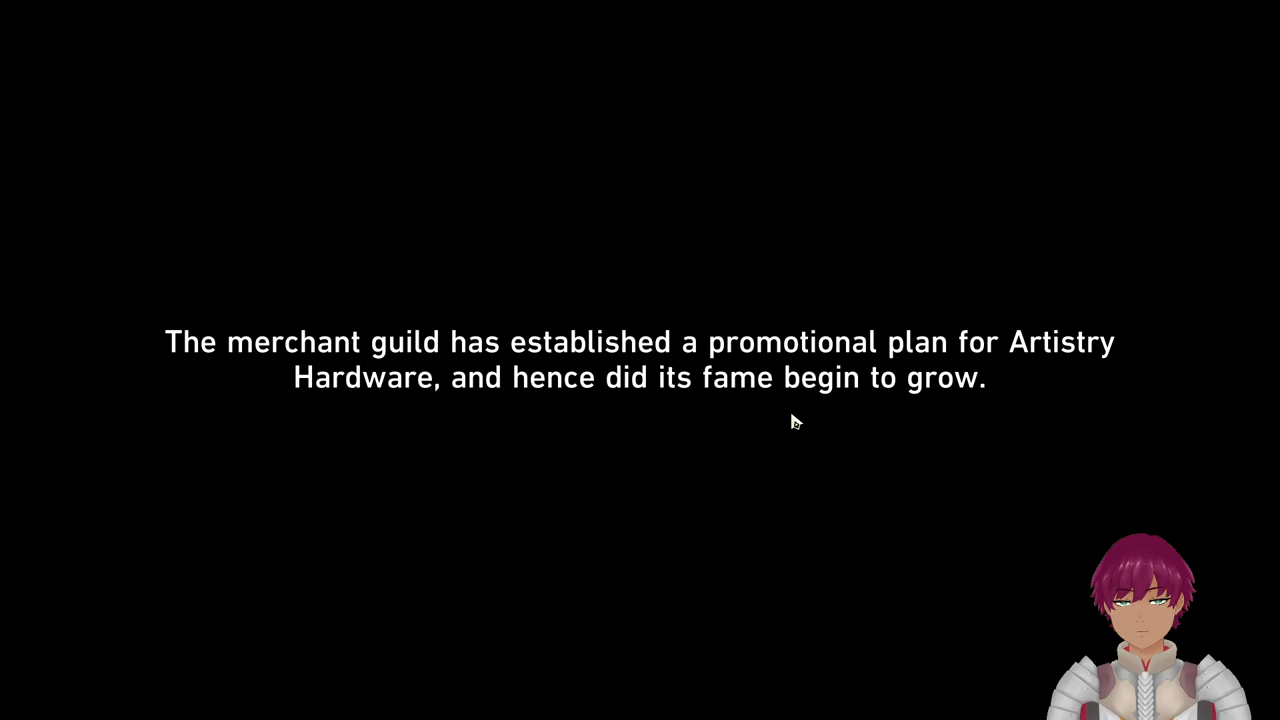 The merchant guild has established a promotional plan for Artistry
Hardware, and hence did its fame begin to grow.